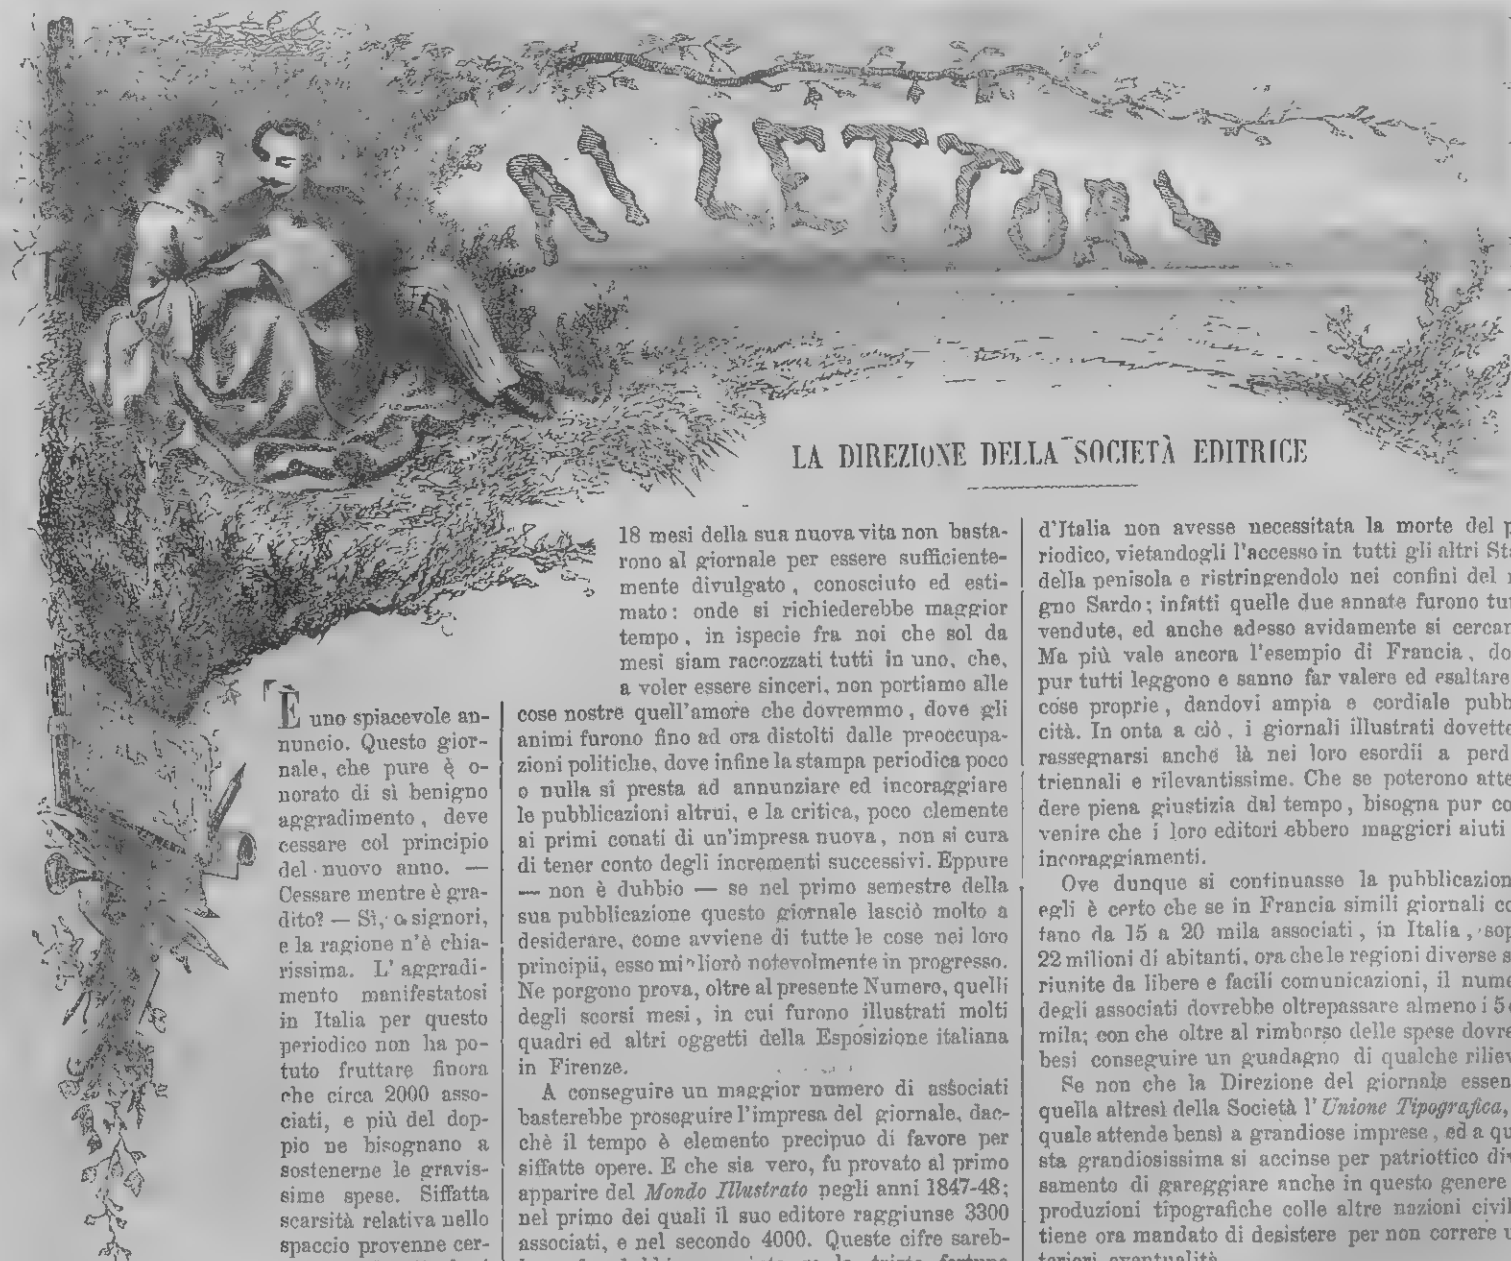 AI LETTORI
LA DIREZIONE DELLA SOCIETÀ EDITRICE
È uno spiacevole an-
nuncio. Questo gior-
nale, che pure è o-
norato di sì benigno
aggradimento, deve
cessare col principio
del nuovo anno. —
Cessare mentre è gra-
dito? — Sì, o signori,
e la ragione n'è chia-
rissima. L'aggradi-
mento manifestatosi
in Italia per questo
periodico non ha po-
tuto fruttare finora
che circa 2000 asso-
ciati, e più del dop-
pio ne bisognano a
sostenerne le gravis-
sime spese. Siffatta
scarsità relativa nello
spaccio provenne cer-
18 mesi della sua nuova vita non basta-
rono al giornale per essere sufficiente-
mente divulgato, conosciuto ed esti-
mato: onde si richiederebbe maggior
tempo, in ispecie fra noi che sol da
mesi siam raccozzati tutti in uno, che,
a voler essere sinceri, non portiamo alle
cose nostre quell'amore che dovremmo, dove gli
animi furono fino ad ora distolti dalle preoccupa-
zioni politiche, dove infine la stampa periodica poco
o nulla si presta ad annunziare ed incoraggiare
le pubblicazioni altrui, e la critica, poco clemente
ai primi conati di un'impresa nuova, non si cura
di tener conto degli incrementi successivi. Eppure
— non è dubbio — se nel primo semestre della
sua pubblicazione questo giornale lasciò molto a
desiderare, come avviene di tutte le cose nei loro
principii, esso migliorò notevolmente in progresso.
Ne porgono prova, oltre al presente Numero, quelli
degli scorsi mesi, in cui furono illustrati molti
quadri ed altri oggetti della Esposizione italiana
in Firenze.
A conseguire un maggior numero di associati
basterebbe proseguire l'impresa del giornale, dac-
chè il tempo è elemento precipuo di favore per
siffatte opere. E che sia vero, fu provato al primo
apparire del Mondo Illustrato negli anni 1847-48;
nel primo dei quali il suo editore raggiunse 3300
associati, e nel secondo 4000. Queste cifre sareb-
d'Italia non avesse necessitata la morte del p
riodico, vietandogli l'accesso in tutti gli altri Sta
della penisola e ristringendolo nei confini del r
gno Sardo; infatti quelle due annate furono tut
vendute, ed anche adesso avidamente si cercan
Ma più vale ancora l'esempio di Francia, do
pur tutti leggono e sanno far valere ed esaltare
cose proprie, dandovi ampia e cordiale pubb
cità. In onta a ciò, i giornali illustrati dovette
rassegnarsi anche là nei loro esordii a perd
triennali e rilevantissime. Che se poterono atte
dere piena giustizia dal tempo, bisogna pur co
venire che i loro editori ebbero maggiori aiuti
incoraggiamenti.
Ove dunque si continuasse la pubblicazion
egli è certo che se in Francia simili giornali co
tano da 15 a 20 mila associati, in Italia, sop
22 milioni di abitanti, ora che le regioni diverse s
riunite da libere e facili comunicazioni, il nume
degli associati dovrebbe oltrepassare almeno i 5
mila; con che oltre al rimborso delle spese dovre
besi conseguire un guadagno di qualche riliev
Se non che la Direzione del giornale essen
quella altresì della Società l'Unione Tipografica,
quale attende bensì a grandiose imprese, ed a qu
sta grandiosissima si accinse per patriottico di
samento di gareggiare anche in questo genere
produzioni tipografiche colle altre nazioni civil
tiene ora mandato di desistere per non correre u
teriori eventualità